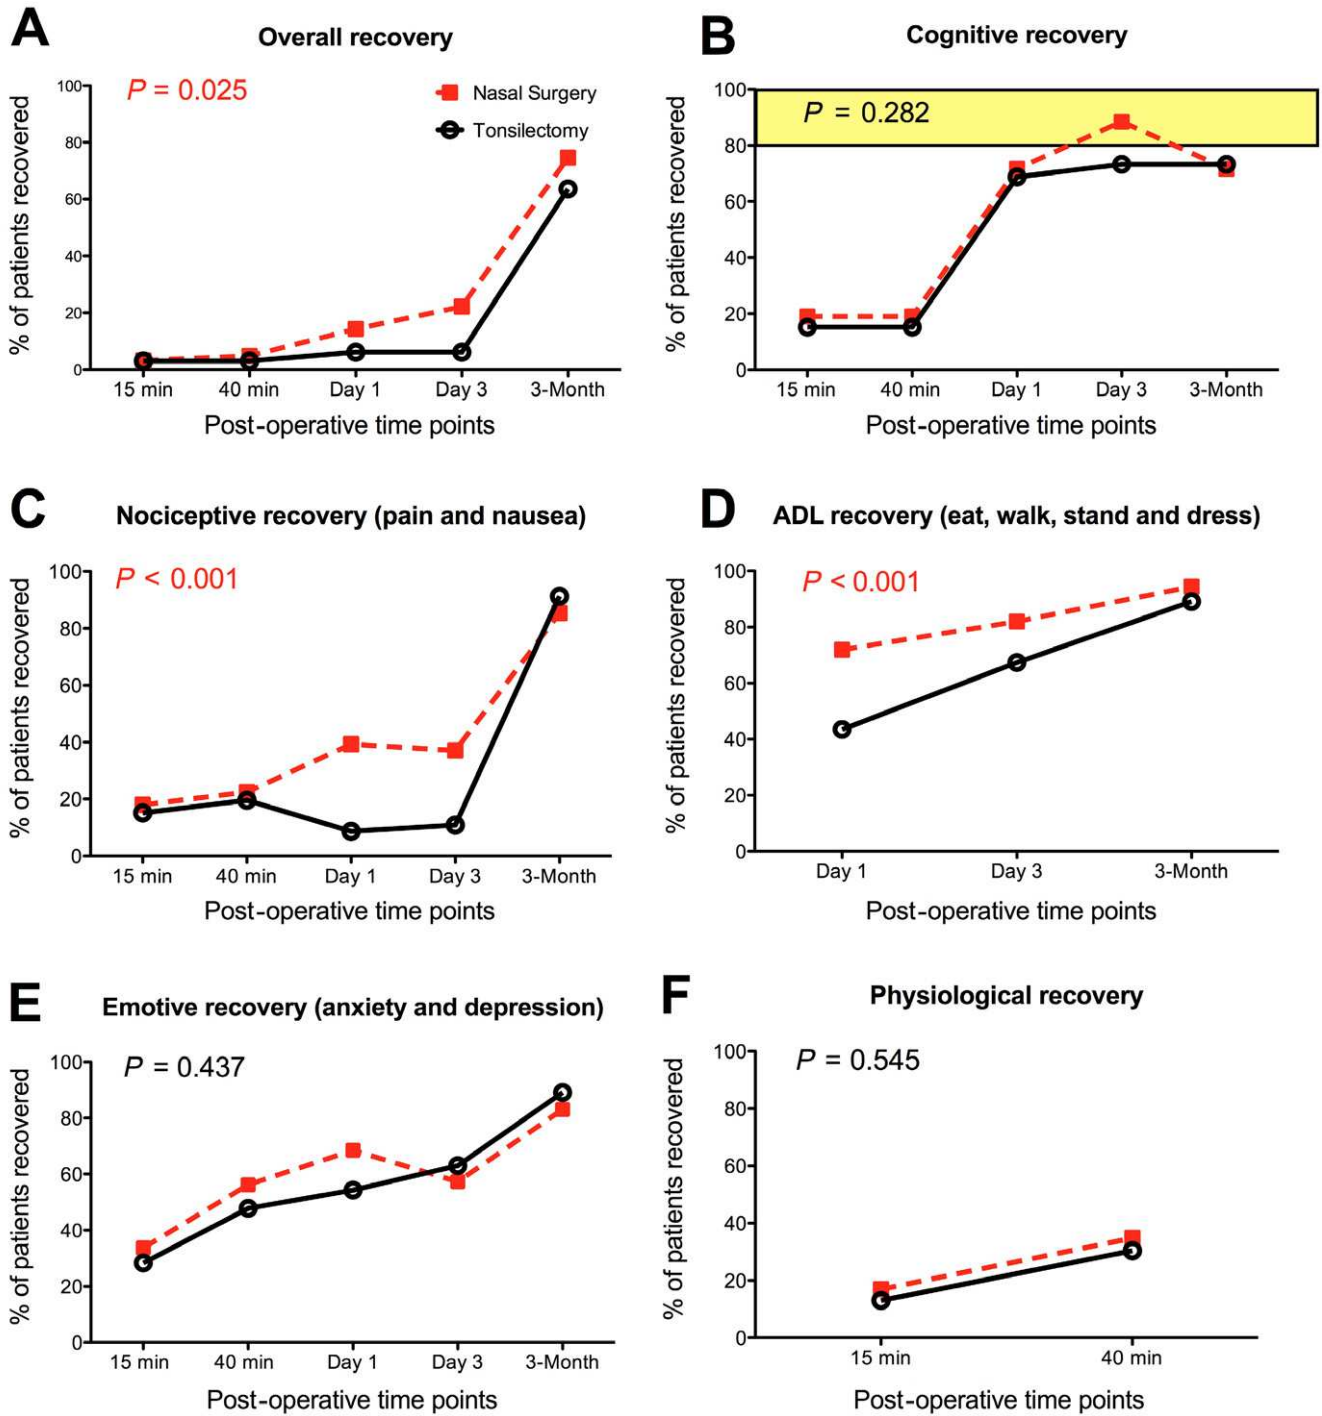 A
Overall recovery
P = 0.025
Nasal Surgery
Tonsilectomy
% of patients recovered
100
80
60
40
20
0
15 min 40 min Day 1 Day 3 3-Month
Post-operative time points
B
Cognitive recovery
P = 0.282
% of patients recovered
100
80
60
40
20
0
15 min 40 min Day 1 Day 3 3-Month
Post-operative time points
C
Nociceptive recovery (pain and nausea)
P < 0.001
% of patients recovered
100
80
60
40
20
0
15 min 40 min Day 1 Day 3 3-Month
Post-operative time points
D
ADL recovery (eat, walk, stand and dress)
P < 0.001
% of patients recovered
100
80
60
40
20
0
Day 1 Day 3 3-Month
Post-operative time points
E
Emotive recovery (anxiety and depression)
P = 0.437
% of patients recovered
100
80
60
40
20
0
15 min 40 min Day 1 Day 3 3-Month
Post-operative time points
F
Physiological recovery
P = 0.545
% of patients recovered
100
80
60
40
20
0
15 min 40 min
Post-operative time points